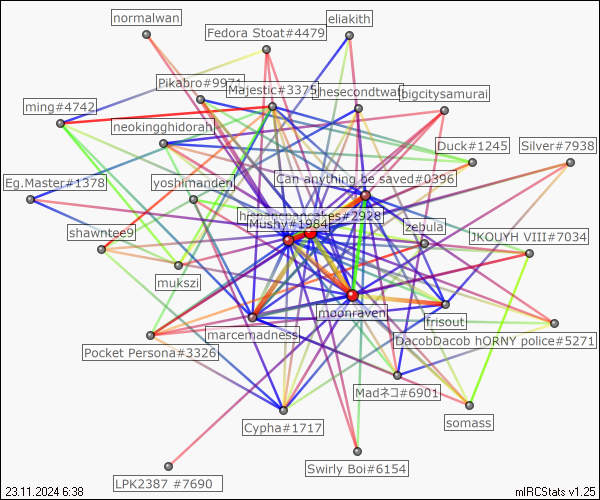 normalwan
eliakith
Fedora Stoat#4479
Pikabro#9971
Majestic#3375
hesecondtwat
bigcitysamurai
ming#4742
neokingghidorah
Duck#1245
Silver#7938
Eg.Master#1378
yoshimanden
Can anything be saved#0396
Mushy#1984
#2928
zebula
shawntee9
JKOUYH VIII#7034
mukszi
moonraven
marcemadness
frisout
Pocket Persona#3326
DacobDacob hORNY police#5271
Madネコ#6901
somass
Cypha#1717
Swirly Boi#6154
LPK2387 #7690
23.11.2024 6:38
mIRCStats v1.25